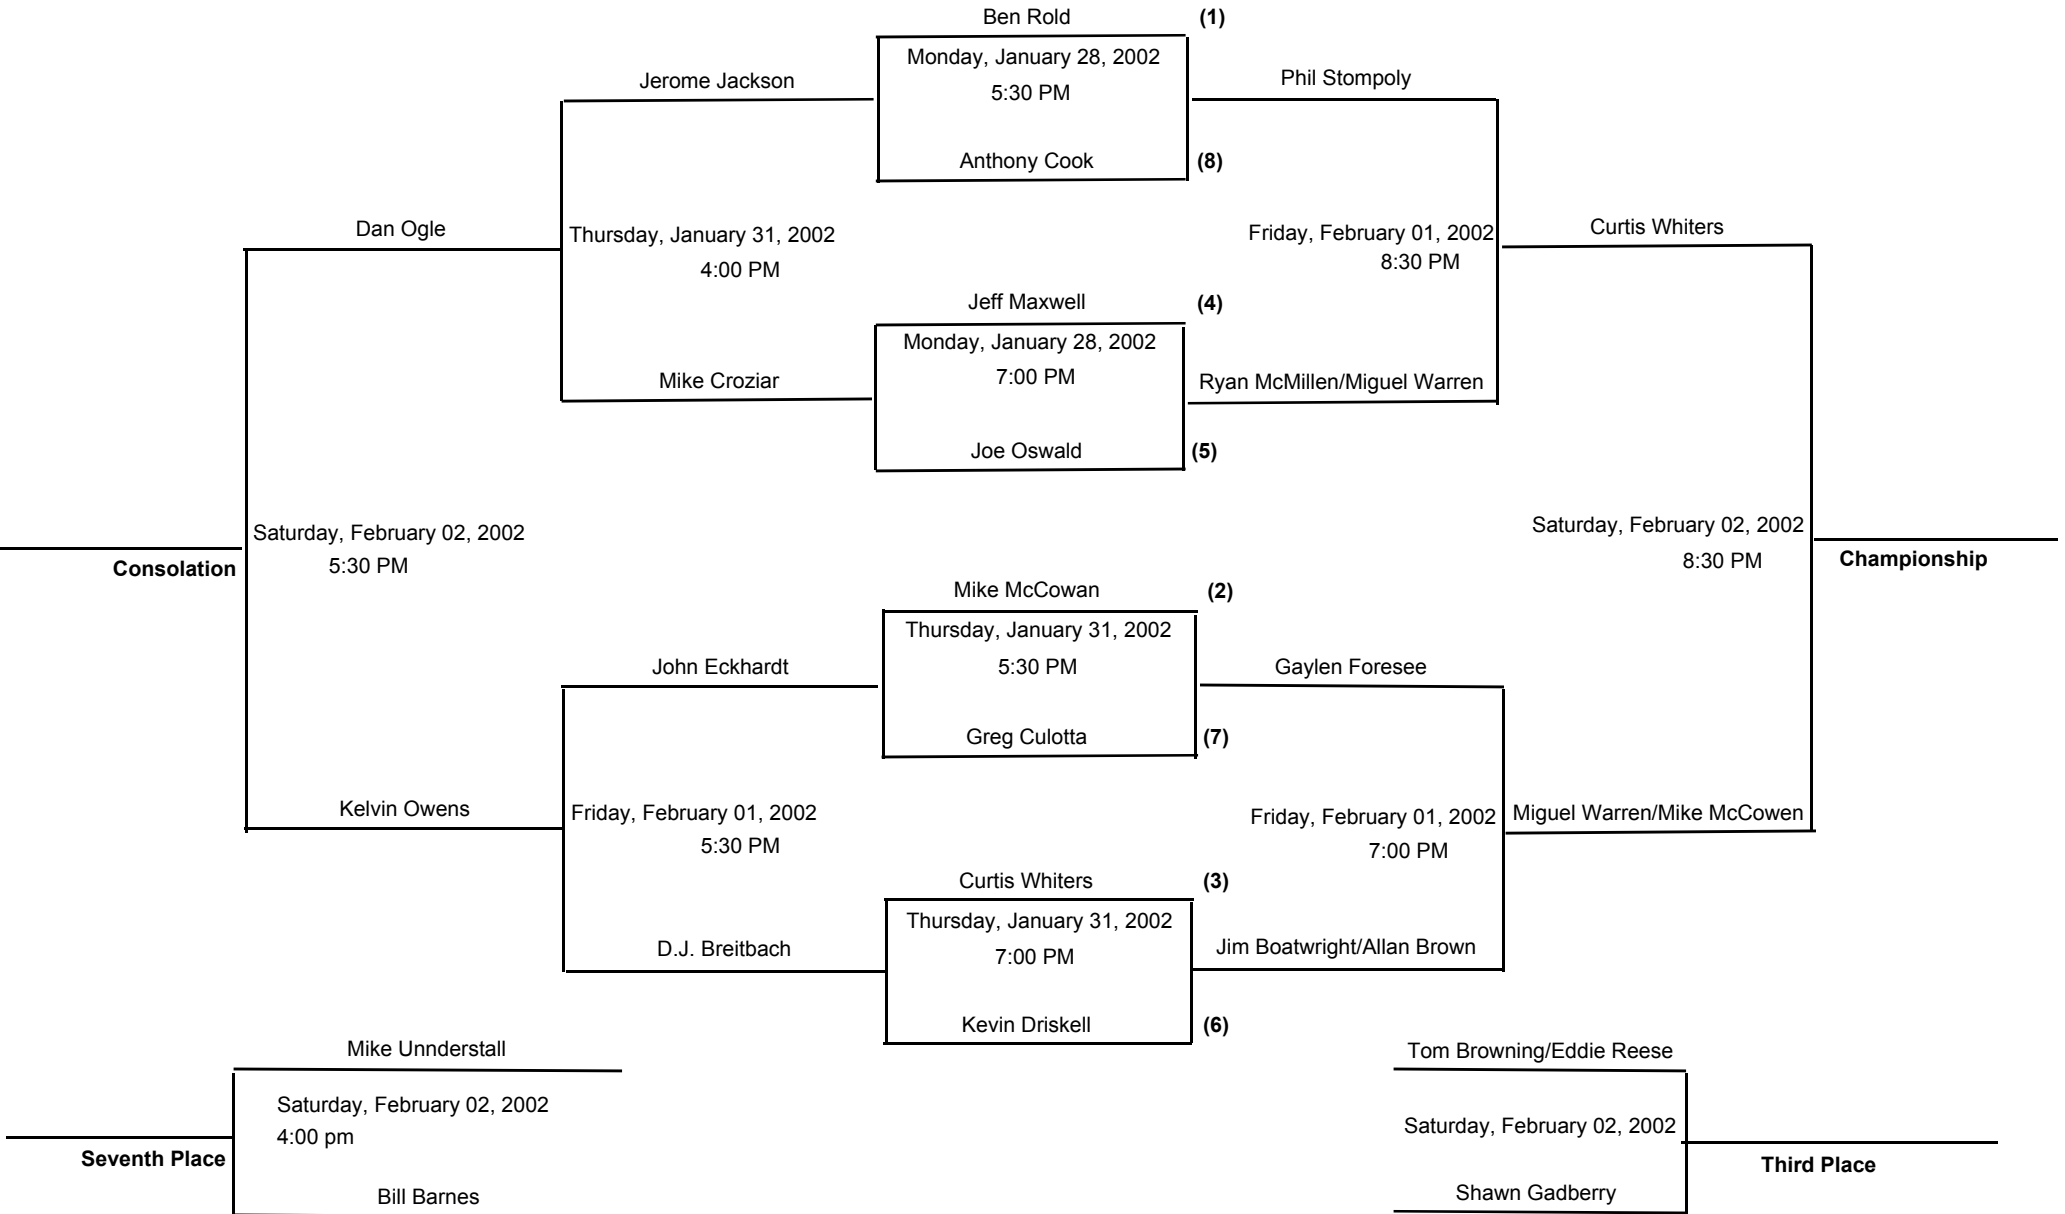 Ben Rold (1)
Monday, January 28, 2002
Jerome Jackson
Phil Stompoly
5:30 PM
Anthony Cook (8)
Dan Ogle
Thursday, January 31, 2002
Friday, February 01, 2002
Curtis Whiters
4:00 PM
8:30 PM
Jeff Maxwell (4)
Monday, January 28, 2002
Mike Croziar
7:00 PM
Ryan McMillen/Miguel Warren
Joe Oswald (5)
Saturday, February 02, 2002
Saturday, February 02, 2002
Consolation
5:30 PM
8:30 PM
Championship
Mike McCowan (2)
Thursday, January 31, 2002
John Eckhardt
5:30 PM
Gaylen Foresee
Greg Culotta (7)
Kelvin Owens
Friday, February 01, 2002
Friday, February 01, 2002
Miguel Warren/Mike McCowen
5:30 PM
7:00 PM
Curtis Whiters (3)
Thursday, January 31, 2002
D.J. Breitbach
7:00 PM
Jim Boatwright/Allan Brown
Kevin Driskell (6)
Mike Unnderstall
Tom Browning/Eddie Reese
Saturday, February 02, 2002
Saturday, February 02, 2002
4:00 pm
Seventh Place
Third Place
Bill Barnes
Shawn Gadberry